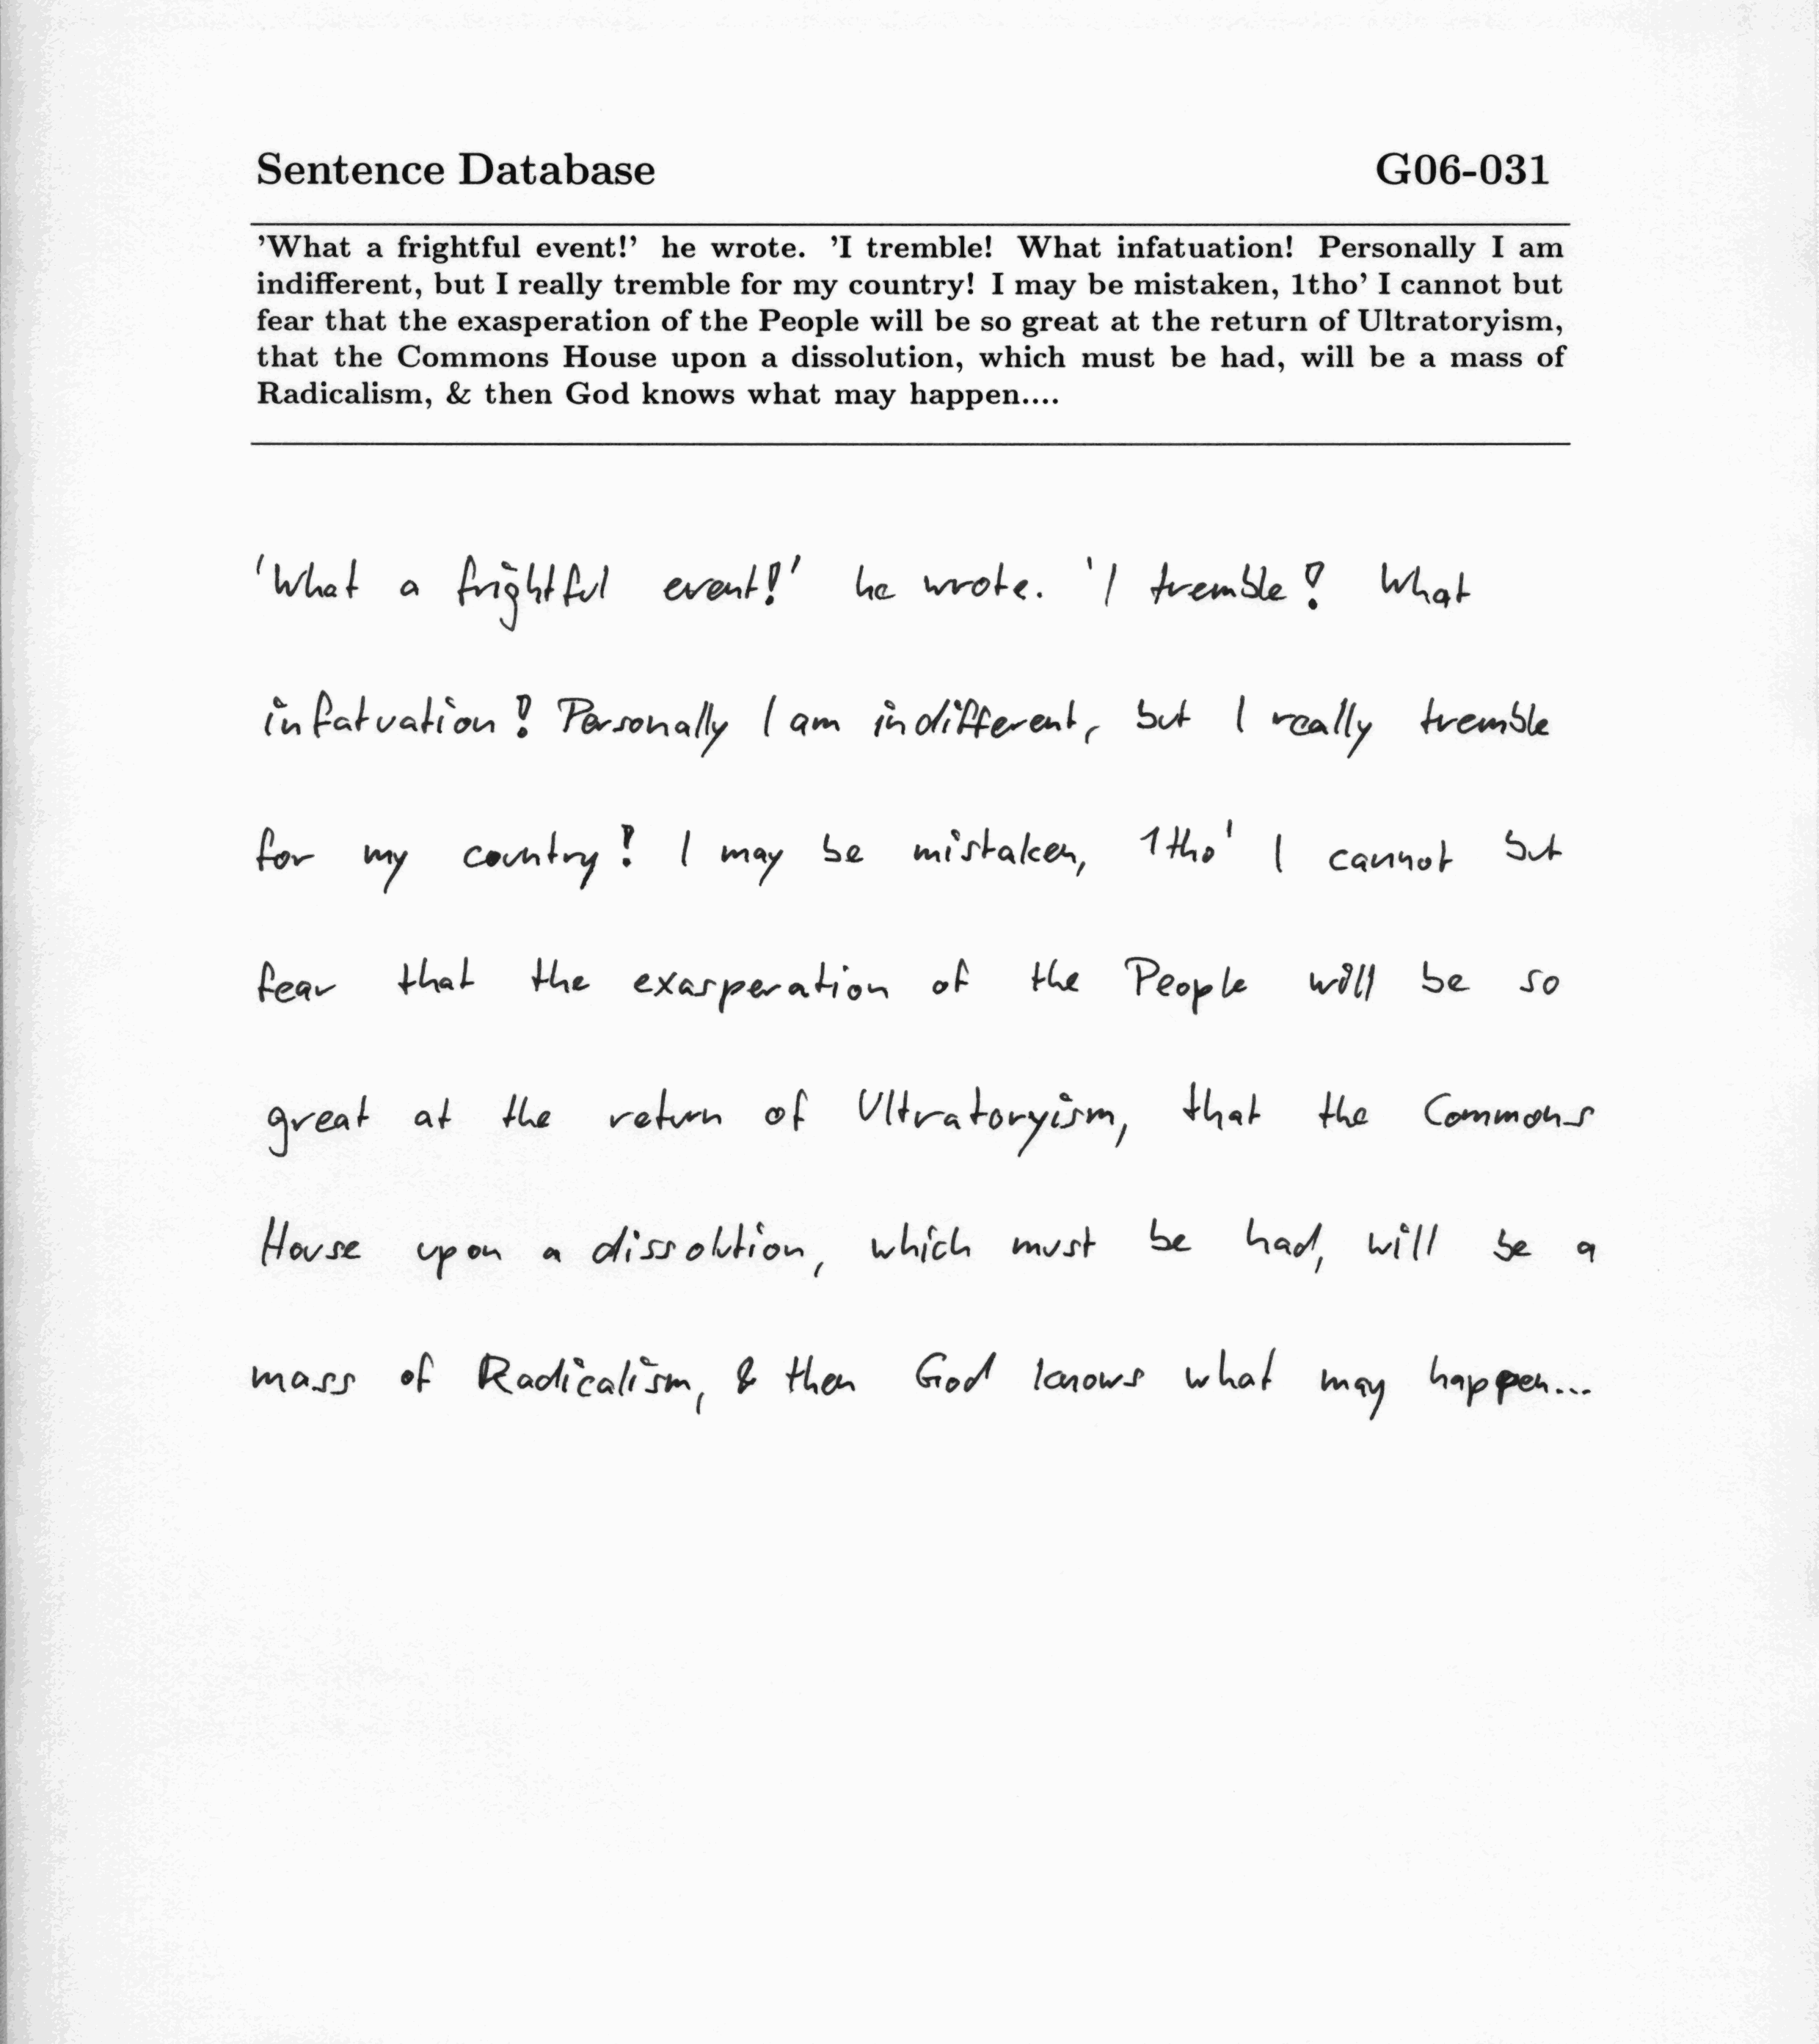 Sentence Database G06-031
’What a frightful event!’ he wrote. ’I tremble! What infatuation! Personally I am
indifferent, but I really tremble for my country! I may be mistaken, 1tho’ I cannot but
fear that the exasperation of the People will be so great at the return of Ultratoryism,
that the Commons House upon a dissolution, which must be had, will be a mass of
Radicalism, & then God knows what may happen....
'What a frightful event!' he wrote. 'I tremble! What
infatuation! Personally I am indifferent, but I really tremble
for my country! I may be mistaken, 1tho' I cannot but
fear that the exasperation of the People will be so
great at the return of Ultratoryism, that the Commons
House upon a dissolution, which must be had, will be a
mass of Radicalism, & then God knows what may happen...